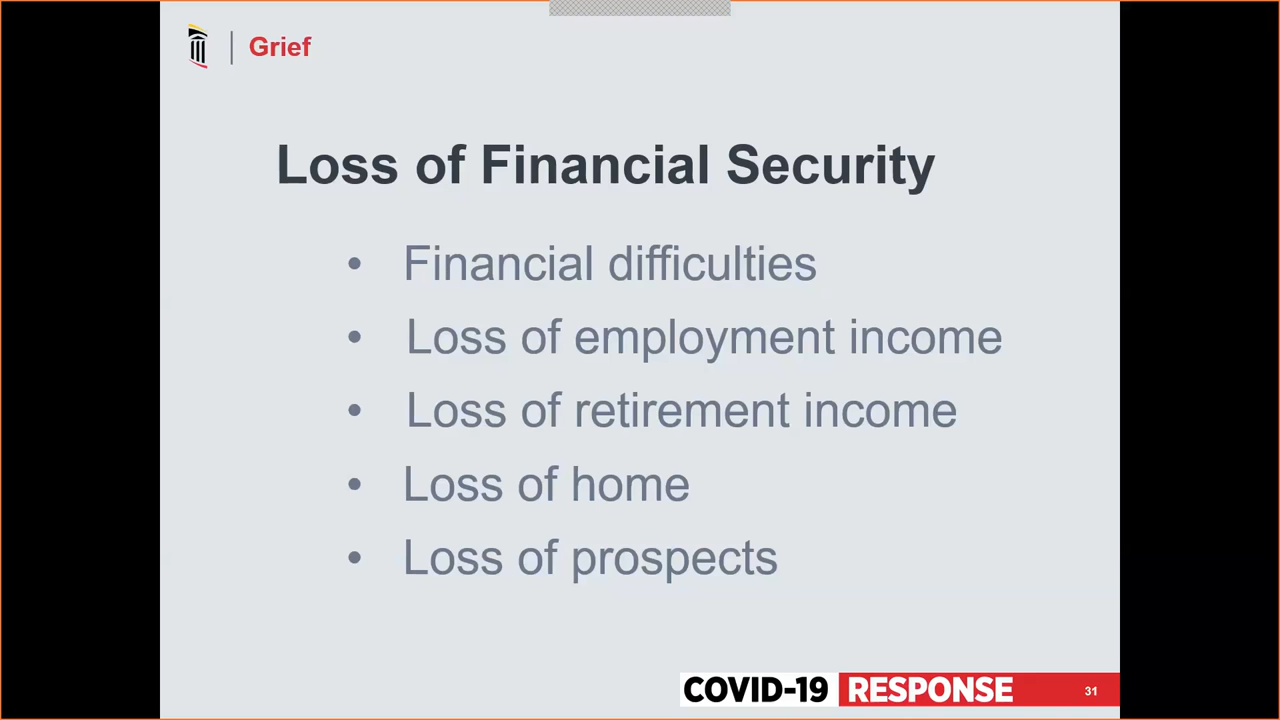 Grief
Loss of Financial Security
• Financial difficulties
• Loss of employment income
• Loss of retirement income
• Loss of home
• Loss of prospects
COVID-19 RESPONSE 31